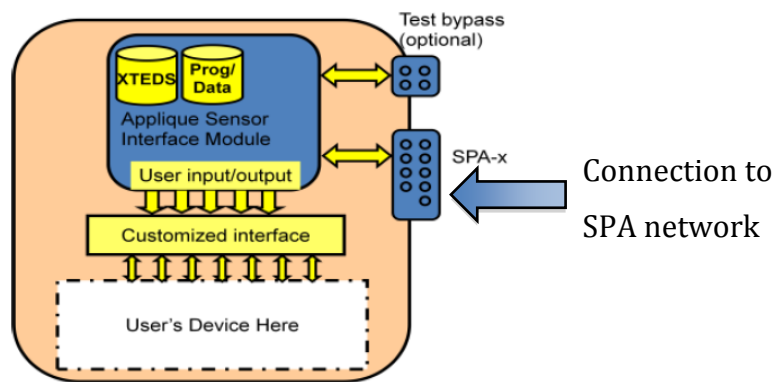 Test bypass
(optional)
XTEDS
Prog/
Data
Applique Sensor
Interface Module
SPA-x
User input/output
Connection to
SPA network
Customized interface
User's Device Here